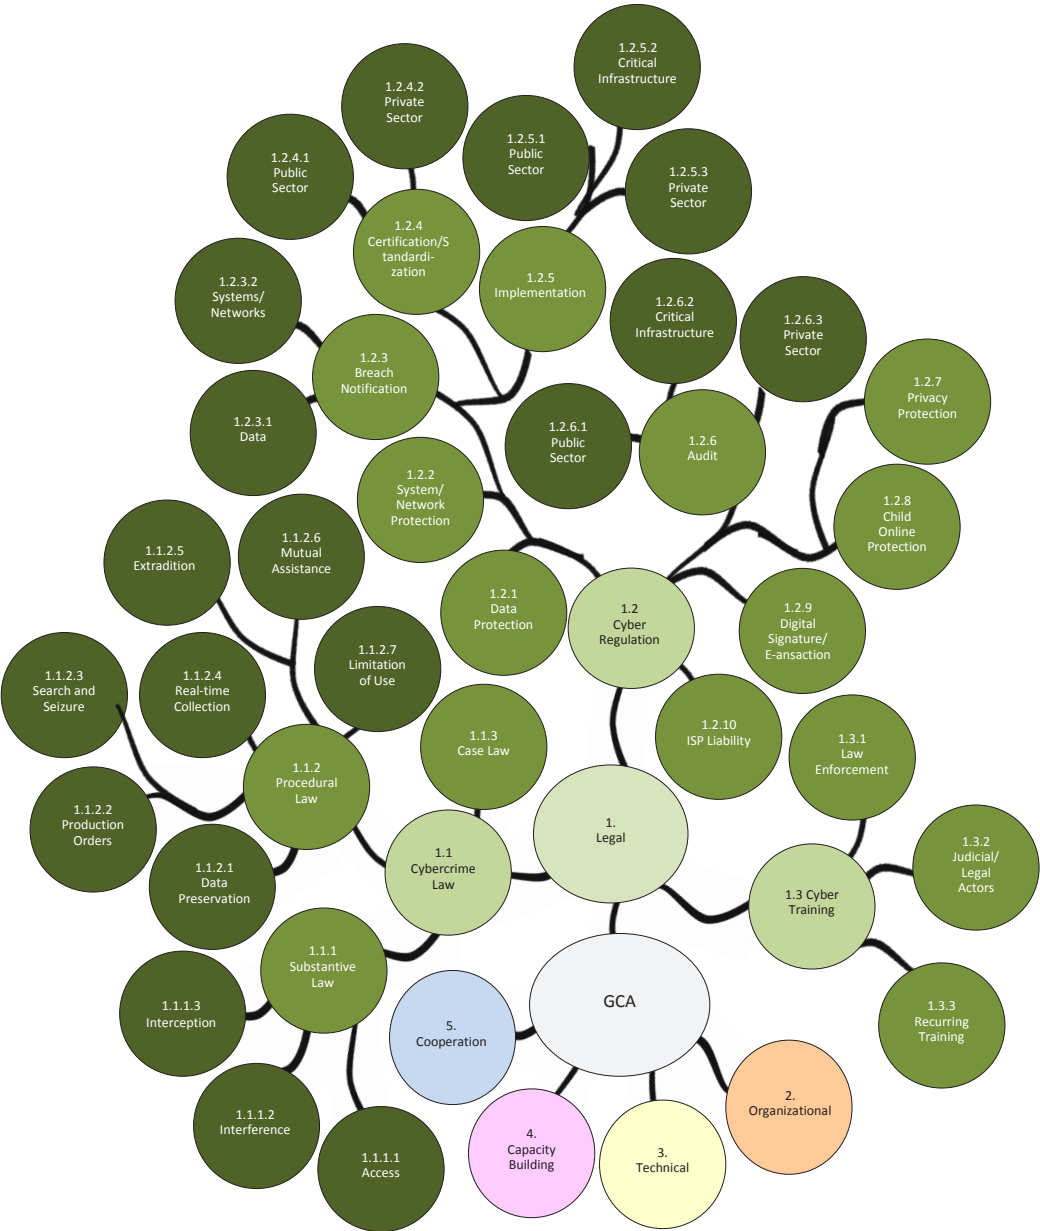 1.2.5.2
Critical
Infrastructure
1.2.4.2
Private
Sector
1.2.5.1
Public
Sector
1.2.4.1
Public
Sector
1.2.5.3
Private
Sector
1.2.4
Certification/S
tandardi-
zation
1.2.5
Implementation
1.2.3.2
Systems/
Networks
1.2.6.2
Critical
Infrastructure
1.2.6.3
Private
Sector
1.2.3
Breach
Notification
1.2.7
Privacy
Protection
1.2.3.1
Data
1.2.6.1
Public
Sector
1.2.6
Audit
1.2.2
System/
Network
Protection
1.2.8
Child
Online
Protection
1.1.2.5
Extradition
1.1.2.6
Mutual
Assistance
1.2.1
Data
Protection
1.2
Cyber
Regulation
1.2.9
Digital
Signature/
E-ansaction
1.1.2.3
Search and
Seizure
1.1.2.4
Real-time
Collection
1.1.2.7
Limitation
of Use
1.2.10
ISP Liability
1.1.3
Case Law
1.3.1
Law
Enforcement
1.1.2
Procedural
Law
1.1.2.2
Production
Orders
1.
Legal
1.1
Cybercrime
Law
1.1.2.1
Data
Preservation
1.3 Cyber
Training
1.3.2
Judicial/
Legal
Actors
1.1.1
Substantive
Law
1.1.1.3
Interception
GCA
5.
Cooperation
1.3.3
Recurring
Training
1.1.1.2
Interference
1.1.1.1
Access
4.
Capacity
Building
3.
Technical
2.
Organizational